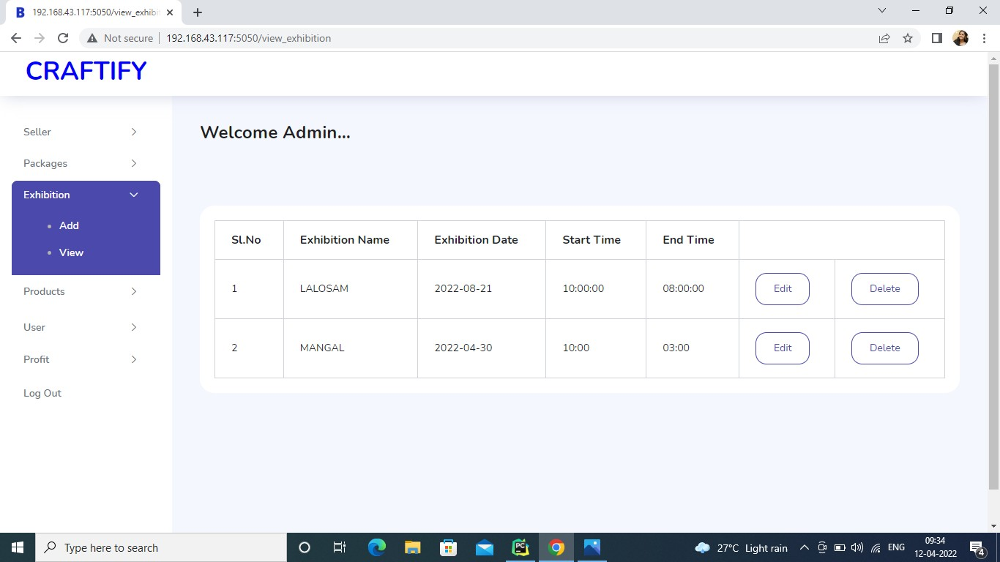 192.168.43.117:5050/view_exhibit
Not secure 192.168.43.117:5050/view_exhibition
CRAFTIFY
Seller
Packages
Exhibition
Add
View
Products
User
Profit
Log Out
Welcome Admin...
Sl.No Exhibition Name Exhibition Date Start Time End Time
1 LALOSAM 2022-08-21 10:00:00 08:00:00 Edit Delete
2 MANGAL 2022-04-30 10:00 03:00 Edit Delete
Type here to search
PC
27°C Light rain
ENG
09:34
12-04-2022
4